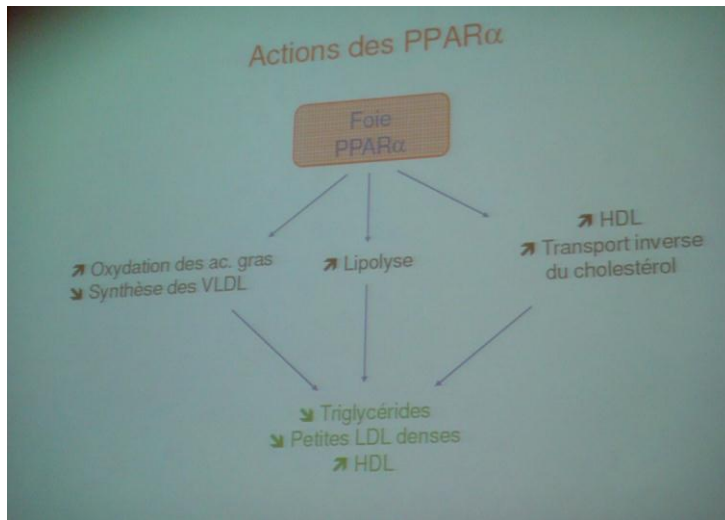 Actions des PPARα
Foie
PPARα
↗ Oxydation des ac. gras
↘ Synthèse des VLDL
↗ Lipolyse
↗ HDL
↗ Transport inverse
du cholestérol
↘ Triglycérides
↘ Petites LDL denses
↗ HDL